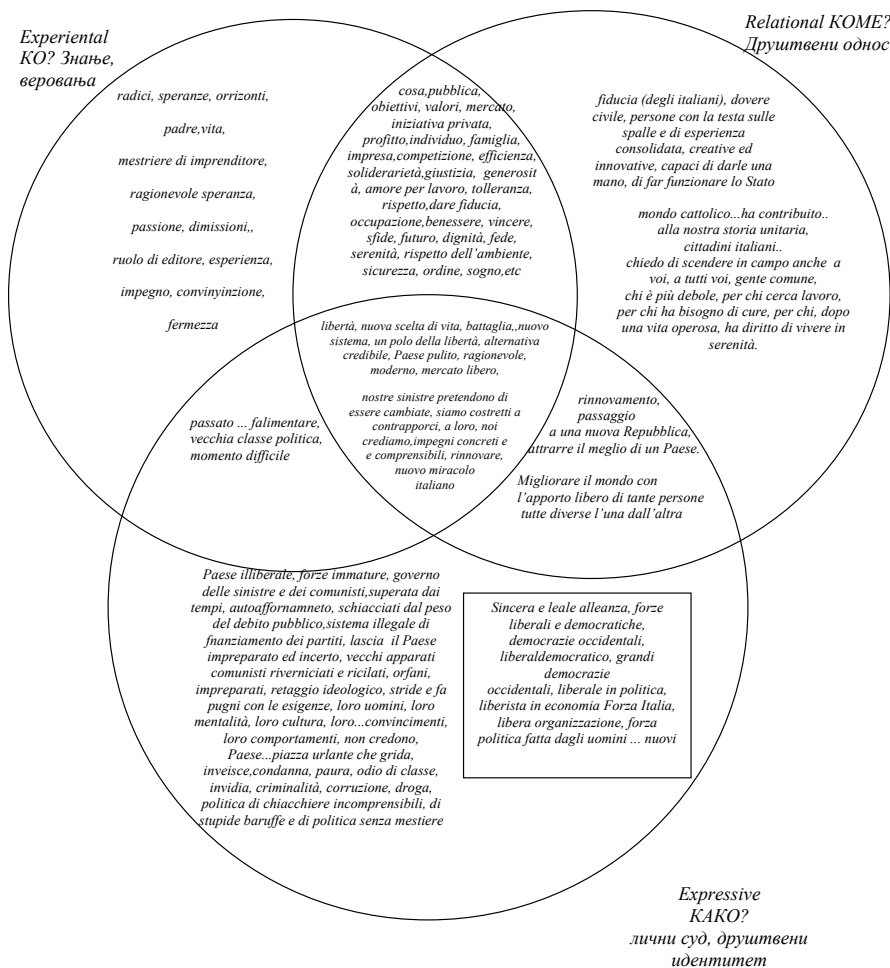 Experiental
КО? Знање,
веровања
Relational КОМЕ?
Друштвени однос
radici, speranze, orrizonti,
padre,vita,
mestriere di imprenditore,
ragionevole speranza,
passione, dimissioni,,
ruolo di editore, esperienza,
impegno, convinyinzione,
fermezza
cosa,pubblica,
obiettivi, valori, mercato,
iniziativa privata,
profitto,individuo, famiglia,
impresa,competizione, efficienza,
soliderarietà,giustizia, generosit
à, amore per lavoro, tolleranza,
rispetto,dare fiducia,
occupazione,benessere, vincere,
sfide, futuro, dignità, fede,
serenità, rispetto dell’ambiente,
sicurezza, ordine, sogno,etc
fiducia (degli italiani), dovere
civile, persone con la testa sulle
spalle e di esperienza
consolidata, creative ed
innovative, capaci di darle una
mano, di far funzionare lo Stato
mondo cattolico...ha contribuito..
alla nostra storia unitaria,
cittadini italiani..
chiedo di scendere in campo anche a
voi, a tutti voi, gente comune,
chi è più debole, per chi cerca lavoro,
per chi ha bisogno di cure, per chi, dopo
una vita operosa, ha diritto di vivere in
serenità.
libertà, nuova scelta di vita, battaglia,,nuovo
sistema, un polo della libertà, alternativa
credibile, Paese pulito, ragionevole,
moderno, mercato libero,
nostre sinistre pretendono di
essere cambiate, siamo costretti a
contrapporci, a loro, noi
crediamo,impegni concreti e
e comprensibili, rinnovare,
nuovo miracolo
italiano
passato ... falimentare,
vecchia classe politica,
momento difficile
rinnovamento,
passaggio
a una nuova Repubblica,
attrarre il meglio di un Paese.
Migliorare il mondo con
l’apporto libero di tante persone
tutte diverse l’una dall’altra
Paese illiberale, forze immature, governo
delle sinistre e dei comunisti,superata dai
tempi, autoaffornamneto, schiacciati dal peso
del debito pubblico,sistema illegale di
fnanziamento dei partiti, lascia il Paese
impreparato ed incerto, vecchi apparati
comunisti riverniciati e ricilati, orfani,
impreparati, retaggio ideologico, stride e fa
pugni con le esigenze, loro uomini, loro
mentalità, loro cultura, loro...convincimenti,
loro comportamenti, non credono,
Paese...piazza urlante che grida,
inveisce,condanna, paura, odio di classe,
invidia, criminalità, corruzione, droga,
politica di chiacchiere incomprensibili, di
stupide baruffe e di politica senza mestiere
Sincera e leale alleanza, forze
liberali e democratiche,
democrazie occidentali,
liberaldemocratico, grandi
democrazie
occidentali, liberale in politica,
liberista in economia Forza Italia,
libera organizzazione, forza
politica fatta dagli uomini ... nuovi
Expressive
КАКО?
лични суд, друштвени
идентитет